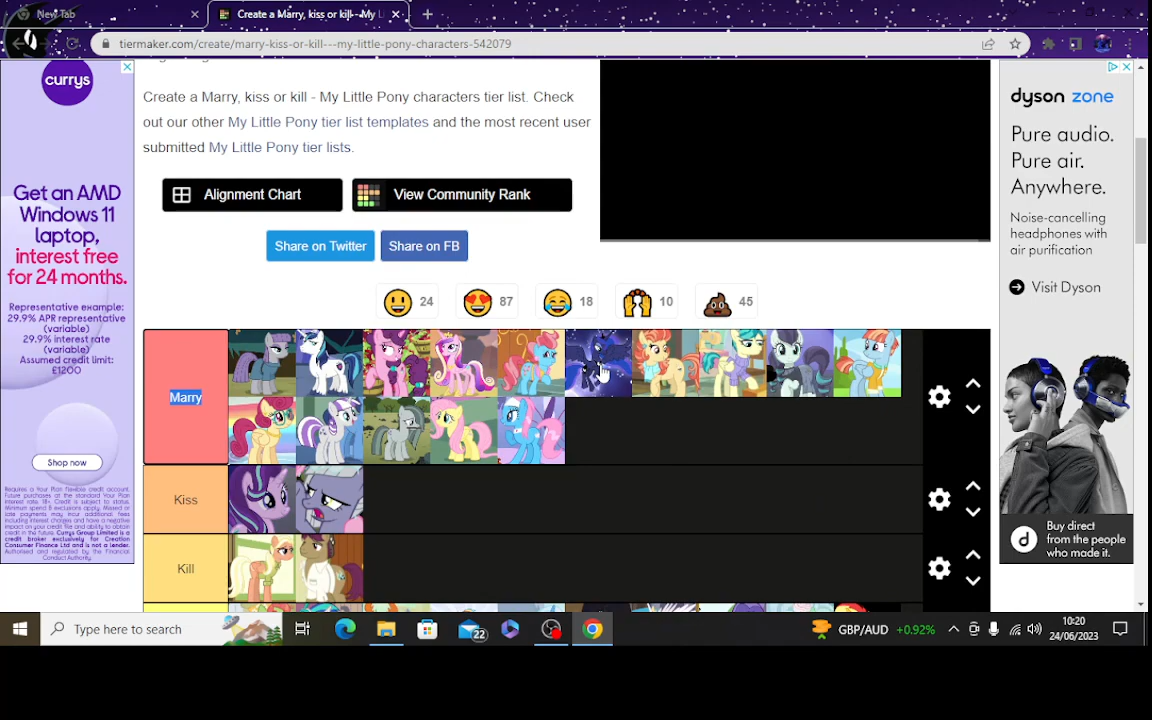 New Tab
Create a Marry, kiss or kill - My L
tiermaker.com/create/marry-kiss-or-kill---my-little-pony-characters-542079
currys
Get an AMD
Windows 11
laptop,
interest free
for 24 months.
Representative example:
29.9% APR representative
(variable)
29.9% interest rate
(variable)
Assumed credit limit:
£1200
Shop now
Create a Marry, kiss or kill - My Little Pony characters tier list. Check
out our other My Little Pony tier list templates and the most recent user
submitted My Little Pony tier lists.
Alignment Chart
View Community Rank
Share on Twitter
Share on FB
24
87
18
10
45
Marry
Kiss
Kill
dyson zone
Pure audio.
Pure air.
Anywhere.
Noise-cancelling
headphones with
air purification
Visit Dyson
Buy direct
from the people
who made it.
Type here to search
22
GBP/AUD +0.92%
10:20
24/06/2023